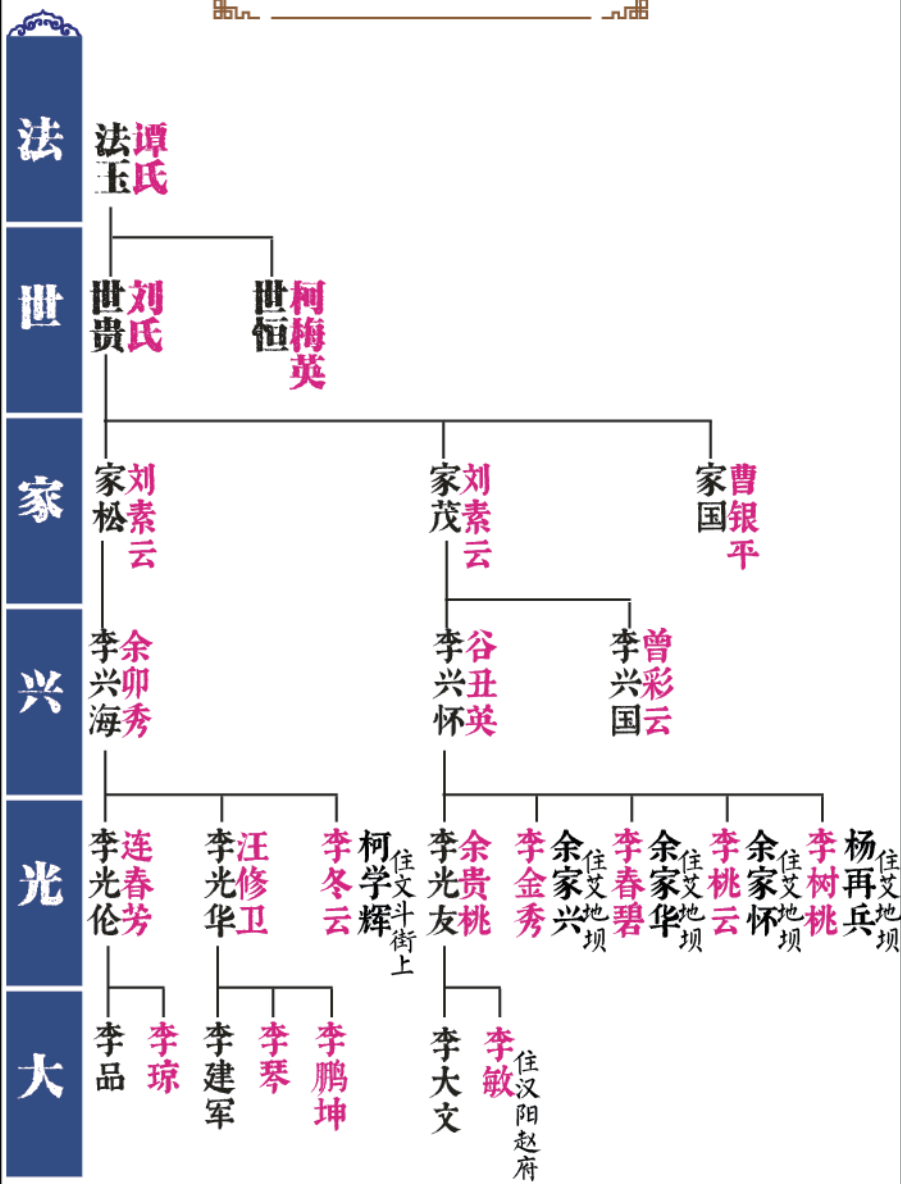 法
法玉
谭氏
世
世贵
刘氏
世恒
柯梅英
家
家松
刘素云
家茂
刘素云
家国
曹银平
兴
李兴海
余卯秀
李兴怀
谷丑英
李兴国
曾彩云
光
李光伦
连春芳
李光华
汪修卫
李冬云
柯学辉
住文斗街上
李光友
余贵桃
李金秀
余家兴
住艾地坝
李春碧
余家华
住艾地坝
李桃云
余家怀
住艾地坝
李树桃
杨再兵
住艾地坝
大
李品
李琼
李建军
李琴
李鹏坤
李大文
李敏
住汉阳赵府